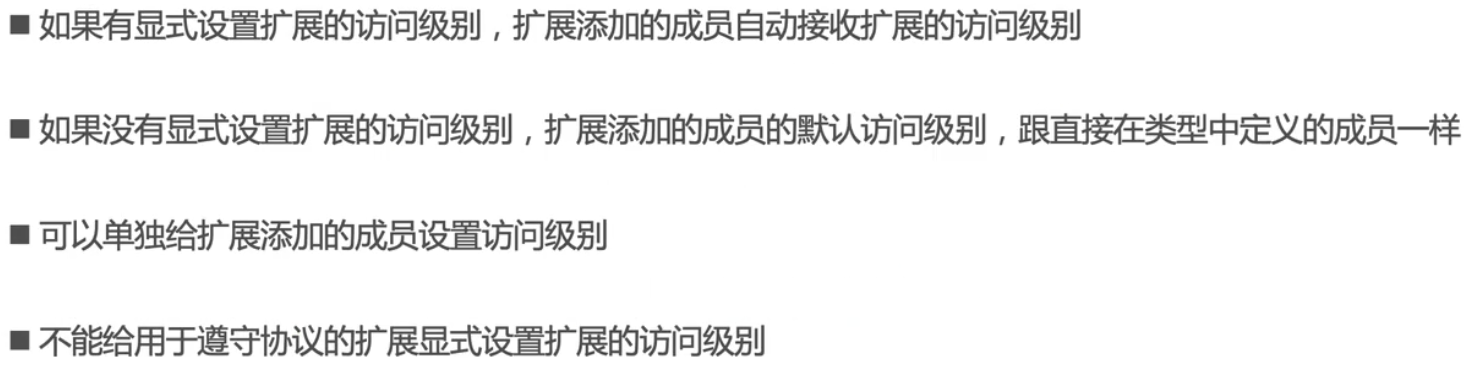 ■ 如果有显式设置扩展的访问级别，扩展添加的成员自动接收扩展的访问级别
■ 如果没有显式设置扩展的访问级别，扩展添加的成员的默认访问级别，跟直接在类型中定义的成员一样
■ 可以单独给扩展添加的成员设置访问级别
■ 不能给用于遵守协议的扩展显式设置扩展的访问级别